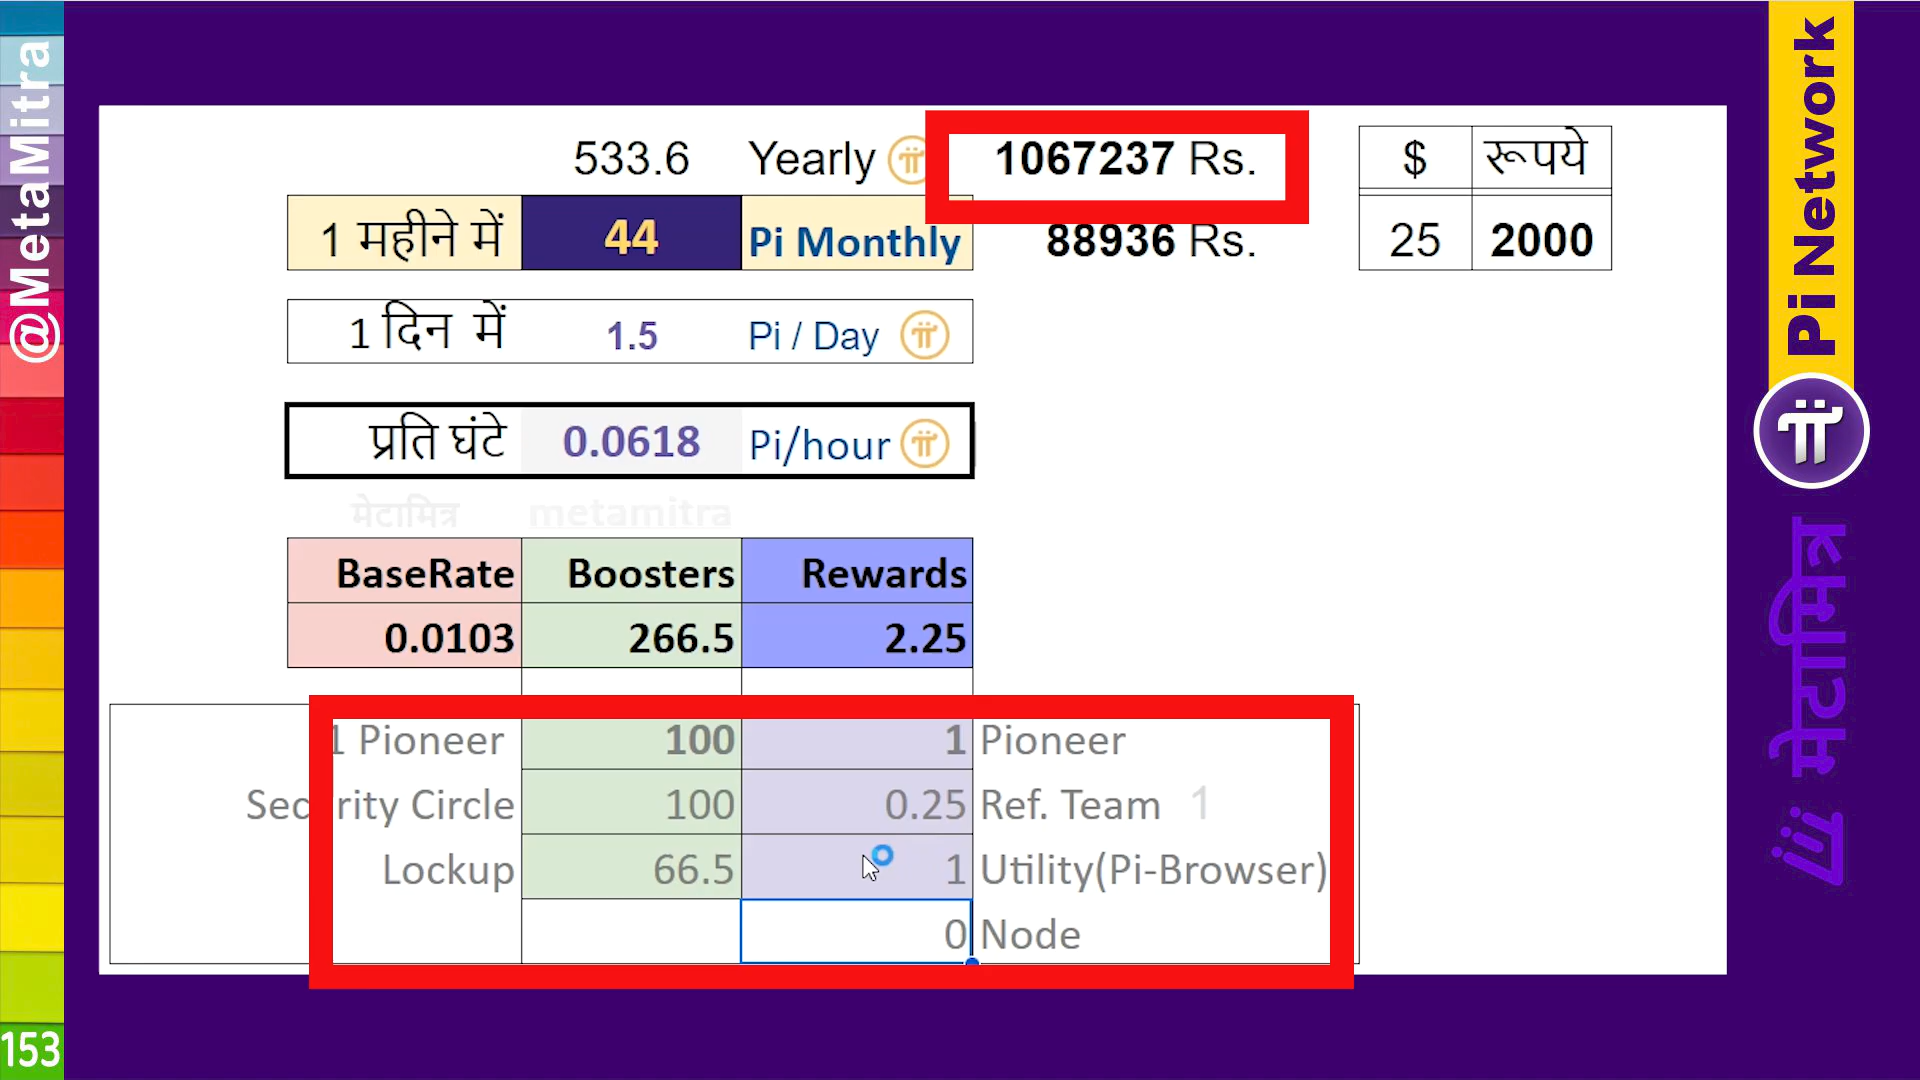 @MetaMitra
533.6 Yearly 1067237 Rs.
$ रूपये
1 महीने में 44 Pi Monthly 88936 Rs.
25 2000
1 दिन में 1.5 Pi / Day
प्रति घंटे 0.0618 Pi/hour
मेटामित्र metamitra
BaseRate Boosters Rewards
0.0103 266.5 2.25
1 Pioneer 100 1 Pioneer
Security Circle 100 0.25 Ref. Team 1
Lockup 66.5 1 Utility(Pi-Browser)
0 Node
153
Pi Network
मेटामित्र